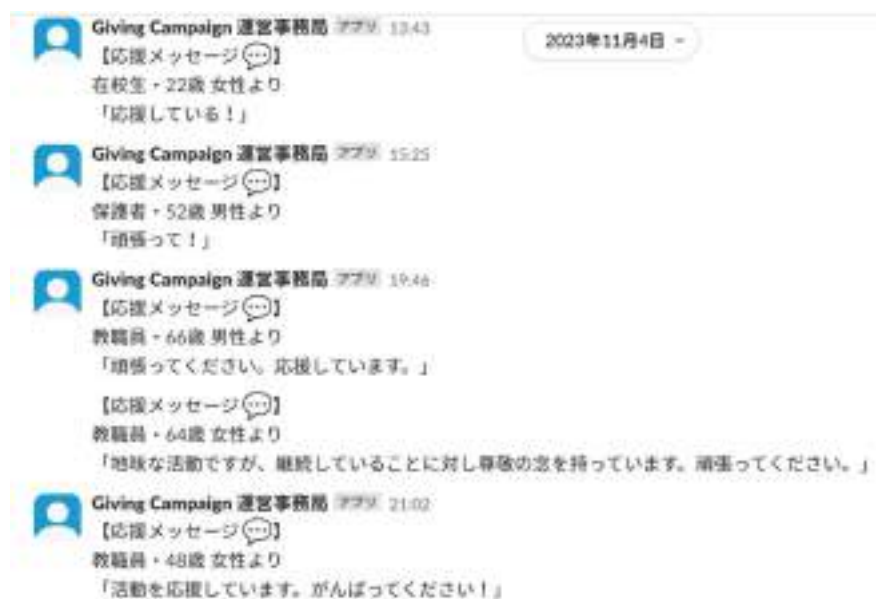 Giving Campaign 運営事務局 アプリ 13:43
2023年11月4日
【応援メッセージ💬】
在校生・22歳 女性より
「応援している！」
Giving Campaign 運営事務局 アプリ 15:25
【応援メッセージ💬】
保護者・52歳 男性より
「頑張って！」
Giving Campaign 運営事務局 アプリ 19:46
【応援メッセージ💬】
教職員・66歳 男性より
「頑張ってください。応援しています。」
【応援メッセージ💬】
教職員・64歳 女性より
「地味な活動ですが、継続していることに対し尊敬の念を持っています。頑張ってください。」
Giving Campaign 運営事務局 アプリ 21:02
【応援メッセージ💬】
教職員・48歳 女性より
「活動を応援しています。がんばってください！」